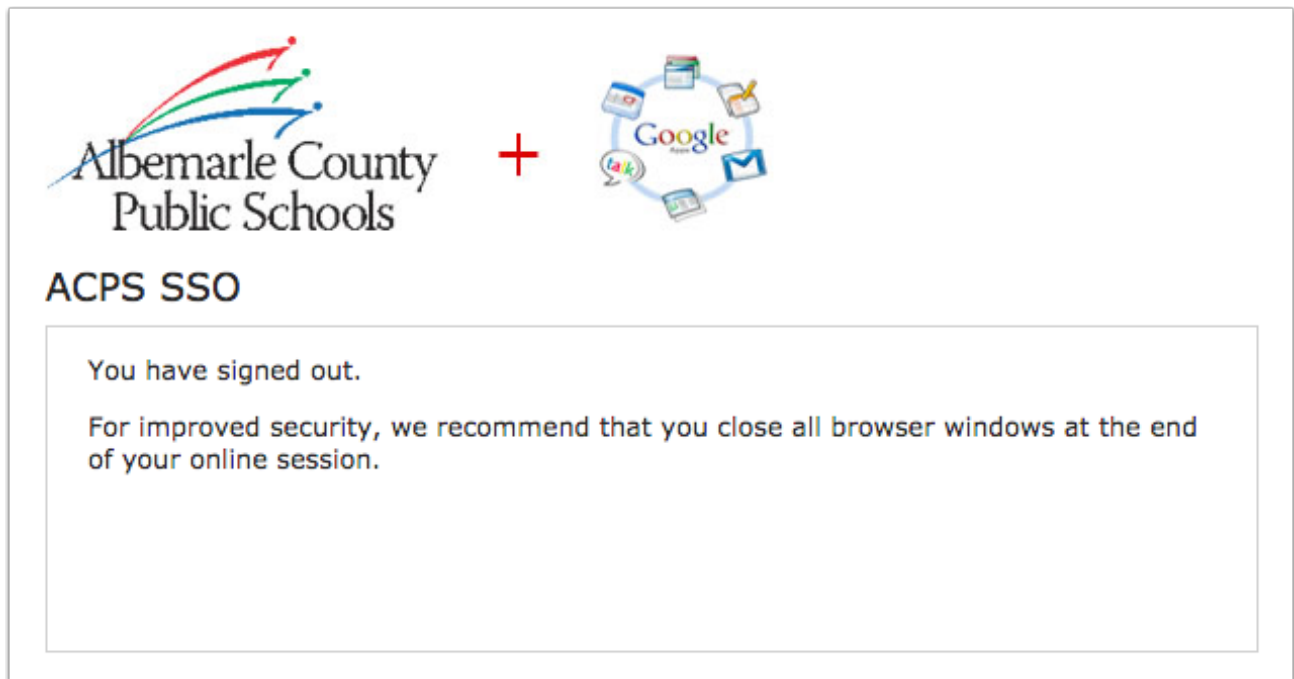 Albemarle County
Public Schools
+
Google
Apps
talk
ACPS SSO
You have signed out.
For improved security, we recommend that you close all browser windows at the end
of your online session.